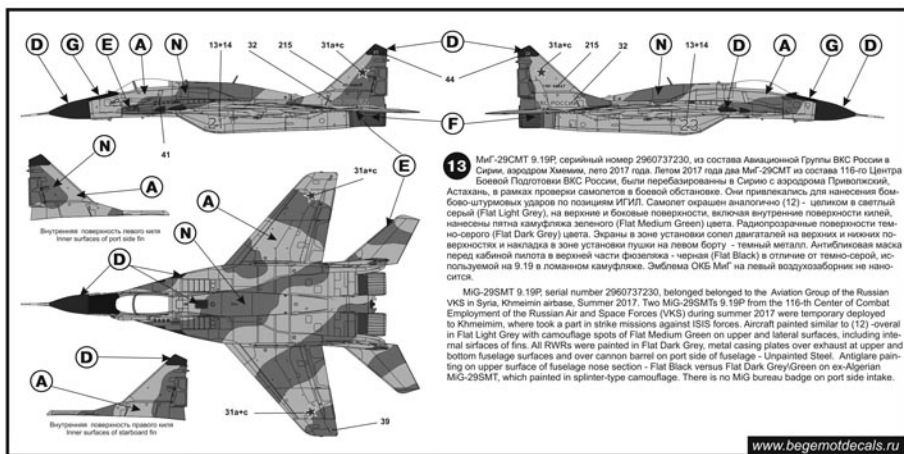 D G E A N 13+14 32 215 31a+c D 31a+c 215 32 N 13+14 D A G D
44
41
F
E
N
A
Внутренняя поверхность левого киля
Inner surfaces of port side fin
31a+c
A
N
D
13
МиГ-29СМТ 9.19Р, серийный номер 2960737230, из состава Авиационной Группы ВКС России в
Сирии, аэродром Хмеимим, лето 2017 года. Летом 2017 года два МиГ-29СМТ из состава 116-го Центра
Боевой Подготовки ВКС России, были перебазированны в Сирию с аэродрома Приволжский,
Астахань, в рамках проверки самолетов в боевой обстановке. Они привлекались для нанесения бом-
бово-штурмовых ударов по позициям ИГИЛ. Самолет окрашен аналогично (12) - целиком в светлый
серый (Flat Light Grey), на верхние и боковые поверхности, включая внутренние поверхности килей,
нанесены пятна камуфляжа зеленого (Flat Medium Green) цвета. Радиопрозрачные поверхности тем-
но-серого (Flat Dark Grey) цвета. Экраны в зоне установки сопел двигаталей на верхних и нижних по-
верхностях и накладка в зоне установки пушки на левом борту - темный металл. Антибликовая маска
перед кабиной пилота в верхней части фюзеляжа - черная (Flat Black) в отличие от темно-серой, ис-
пользуемой на 9.19 в ломанном камуфляже. Эмблема ОКБ МиГ на левый воздухозаборник не нано-
сится.
MiG-29SMT 9.19P, serial number 2960737230, belonged belonged to the Aviation Group of the Russian
VKS in Syria, Khmeimin airbase, Summer 2017. Two MiG-29SMTs 9.19P from the 116-th Center of Combat
Employment of the Russian Air and Space Forces (VKS) during summer 2017 were temporary deployed
to Khmeimim, where took a part in strike missions against ISIS forces. Aircraft painted similar to (12) -overal
in Flat Light Grey with camouflage spots of Flat Medium Green on upper and lateral surfaces, including inte-
rnal sirfaces of fins. All RWRs were painted in Flat Dark Grey, metal casing plates over exhaust at upper and
bottom fuselage surfaces and over cannon barrel on port side of fuselage - Unpainted Steel. Antiglare pain-
ting on upper surface of fuselage nose section - Flat Black versus Flat Dark Grey\Green on ex-Algerian
MiG-29SMT, which painted in splinter-type camouflage. There is no MiG bureau badge on port side intake.
D
A
Внутренняя поверхность правого киля
Inner surfaces of starboard fin
31a+c
39
www.begemotdecals.ru